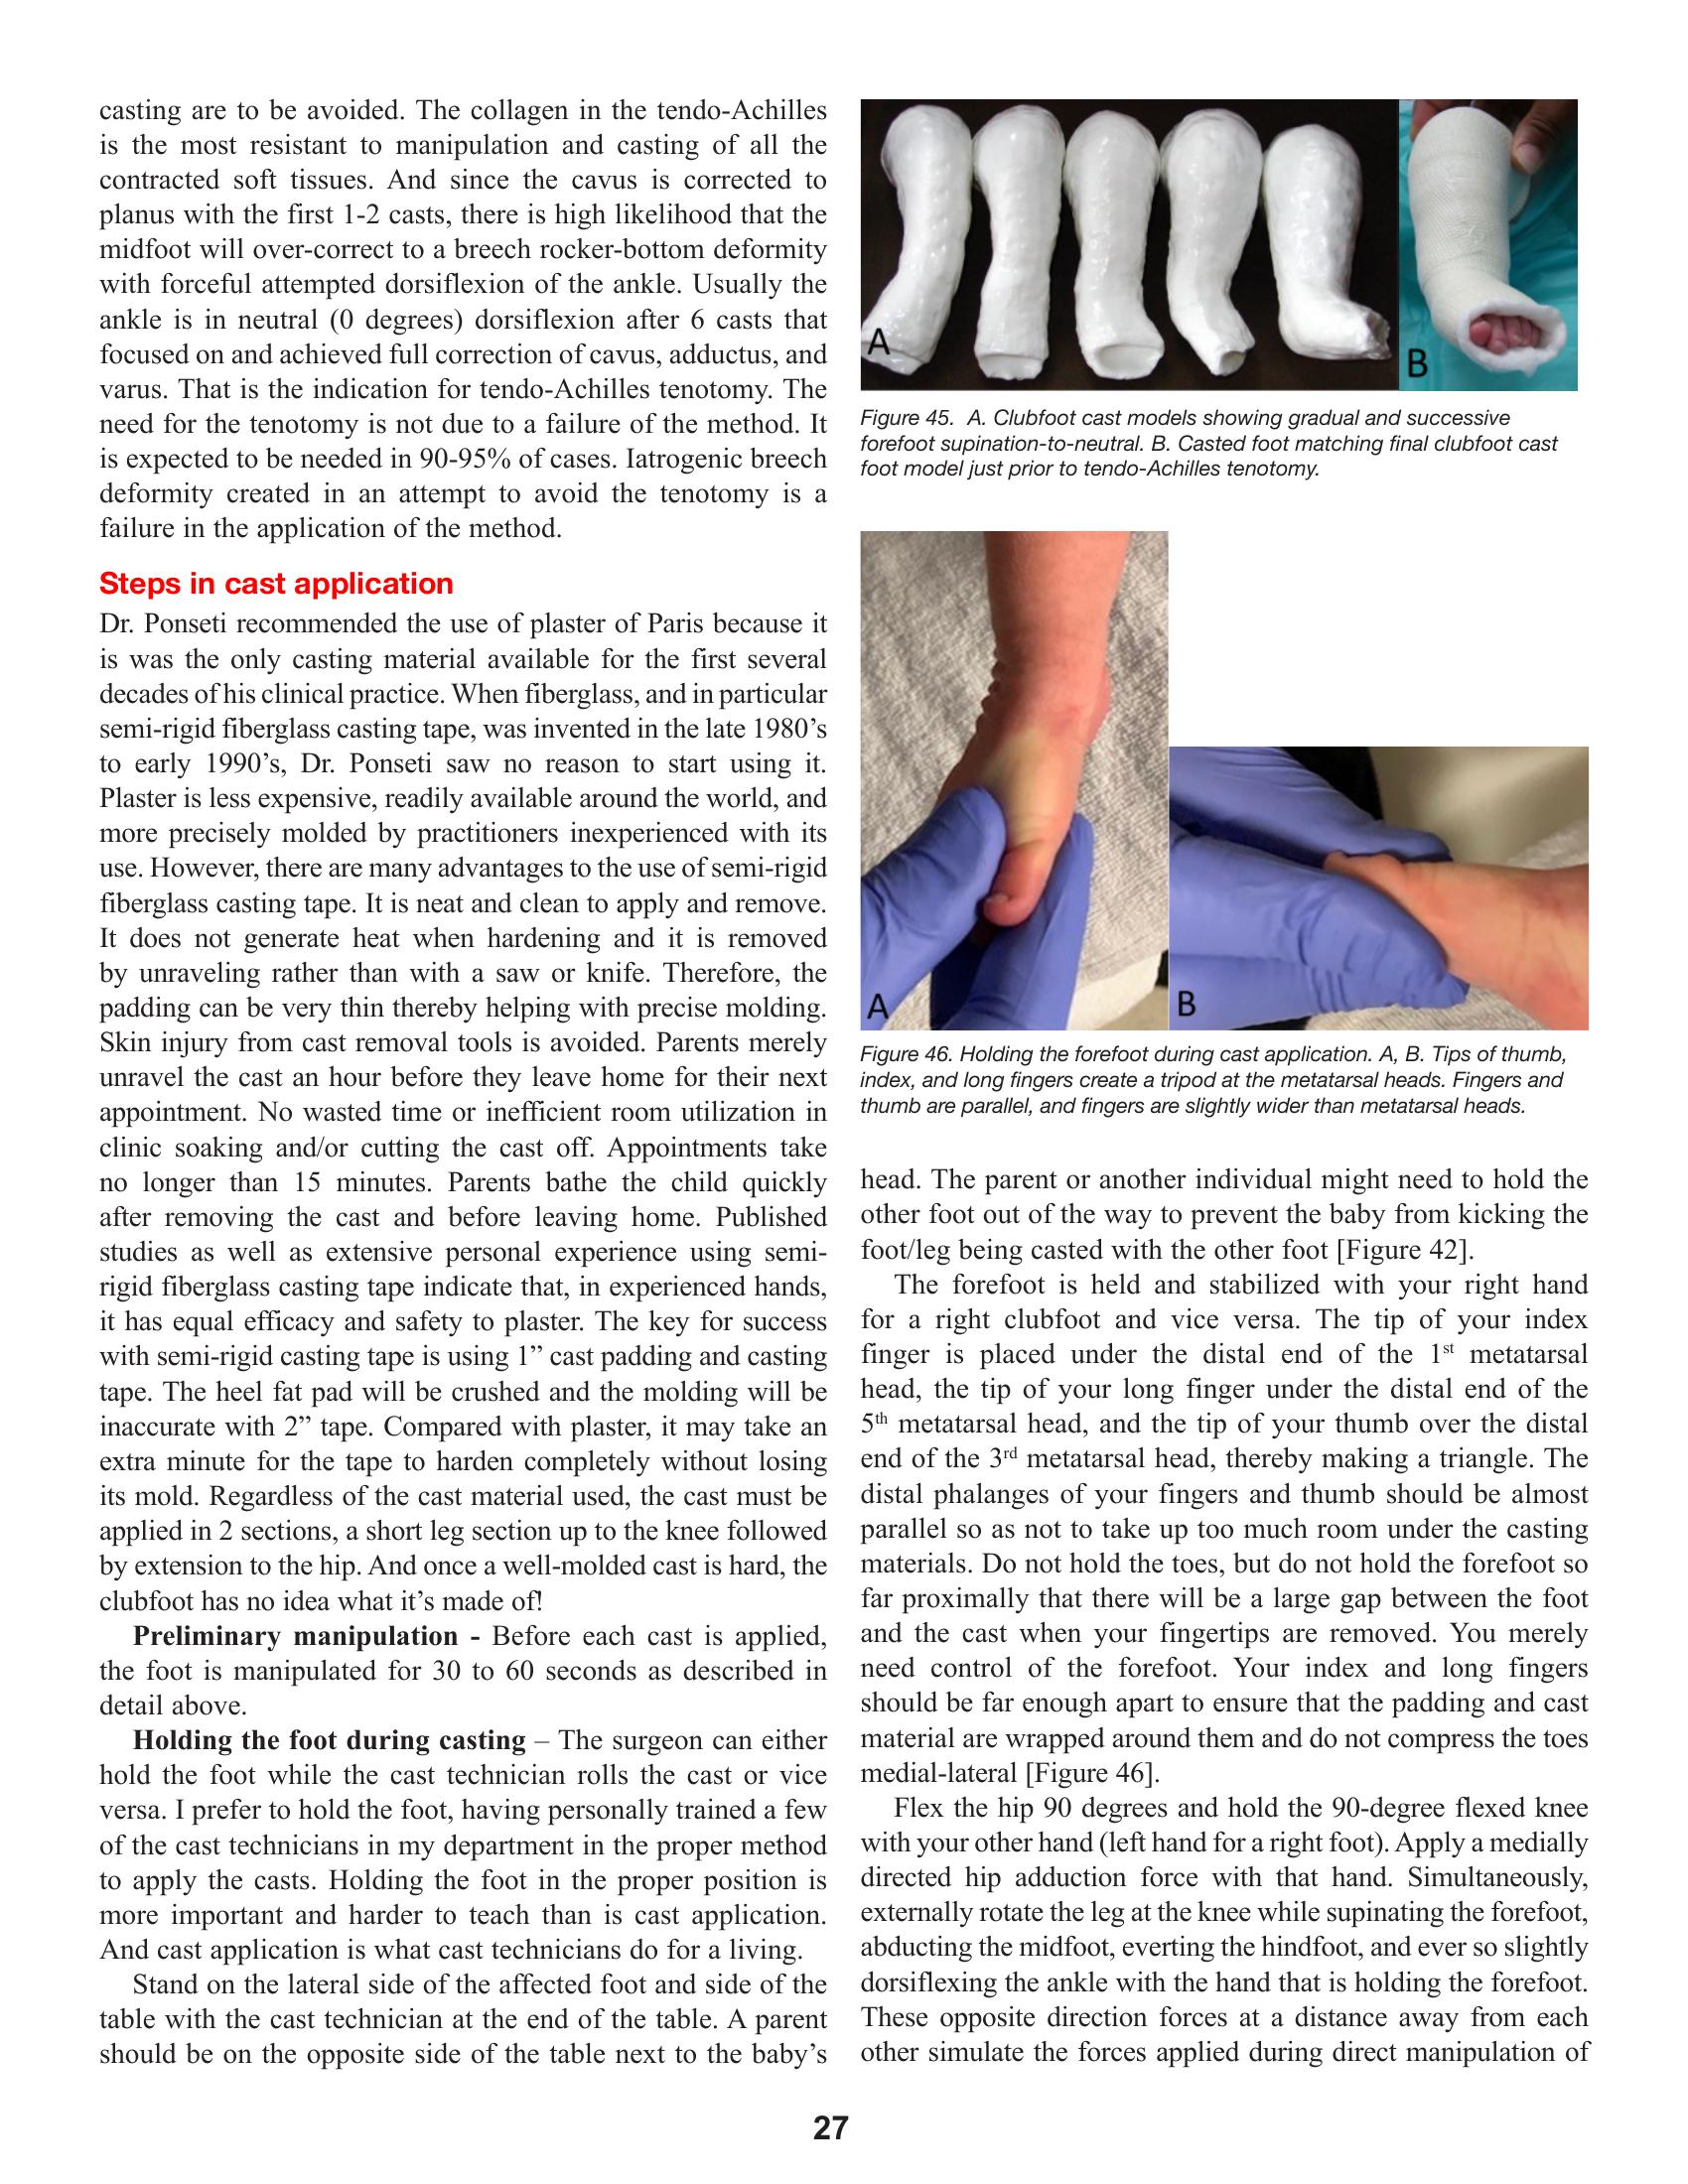 casting are to be avoided. The collagen in the tendo-Achilles
is the most resistant to manipulation and casting of all the
contracted soft tissues. And since the cavus is corrected to
planus with the first 1-2 casts, there is high likelihood that the
midfoot will over-correct to a breech rocker-bottom deformity
with forceful attempted dorsiflexion of the ankle. Usually the
ankle is in neutral (0 degrees) dorsiflexion after 6 casts that
focused on and achieved full correction of cavus, adductus, and
varus. That is the indication for tendo-Achilles tenotomy. The
need for the tenotomy is not due to a failure of the method. It
is expected to be needed in 90-95% of cases. Iatrogenic breech
deformity created in an attempt to avoid the tenotomy is a
failure in the application of the method.
Steps in cast application
Dr. Ponseti recommended the use of plaster of Paris because it
is was the only casting material available for the first several
decades of his clinical practice. When fiberglass, and in particular
semi-rigid fiberglass casting tape, was invented in the late 1980’s
to early 1990’s, Dr. Ponseti saw no reason to start using it.
Plaster is less expensive, readily available around the world, and
more precisely molded by practitioners inexperienced with its
use. However, there are many advantages to the use of semi-rigid
fiberglass casting tape. It is neat and clean to apply and remove.
It does not generate heat when hardening and it is removed
by unraveling rather than with a saw or knife. Therefore, the
padding can be very thin thereby helping with precise molding.
Skin injury from cast removal tools is avoided. Parents merely
unravel the cast an hour before they leave home for their next
appointment. No wasted time or inefficient room utilization in
clinic soaking and/or cutting the cast off. Appointments take
no longer than 15 minutes. Parents bathe the child quickly
after removing the cast and before leaving home. Published
studies as well as extensive personal experience using semi-
rigid fiberglass casting tape indicate that, in experienced hands,
it has equal efficacy and safety to plaster. The key for success
with semi-rigid casting tape is using 1” cast padding and casting
tape. The heel fat pad will be crushed and the molding will be
inaccurate with 2” tape. Compared with plaster, it may take an
extra minute for the tape to harden completely without losing
its mold. Regardless of the cast material used, the cast must be
applied in 2 sections, a short leg section up to the knee followed
by extension to the hip. And once a well-molded cast is hard, the
clubfoot has no idea what it’s made of!
Preliminary manipulation - Before each cast is applied,
the foot is manipulated for 30 to 60 seconds as described in
detail above.
Holding the foot during casting – The surgeon can either
hold the foot while the cast technician rolls the cast or vice
versa. I prefer to hold the foot, having personally trained a few
of the cast technicians in my department in the proper method
to apply the casts. Holding the foot in the proper position is
more important and harder to teach than is cast application.
And cast application is what cast technicians do for a living.
Stand on the lateral side of the affected foot and side of the
table with the cast technician at the end of the table. A parent
should be on the opposite side of the table next to the baby’s
A
B
Figure 45. A. Clubfoot cast models showing gradual and successive
forefoot supination-to-neutral. B. Casted foot matching final clubfoot cast
foot model just prior to tendo-Achilles tenotomy.
A
B
Figure 46. Holding the forefoot during cast application. A, B. Tips of thumb,
index, and long fingers create a tripod at the metatarsal heads. Fingers and
thumb are parallel, and fingers are slightly wider than metatarsal heads.
head. The parent or another individual might need to hold the
other foot out of the way to prevent the baby from kicking the
foot/leg being casted with the other foot [Figure 42].
The forefoot is held and stabilized with your right hand
for a right clubfoot and vice versa. The tip of your index
finger is placed under the distal end of the 1st metatarsal
head, the tip of your long finger under the distal end of the
5th metatarsal head, and the tip of your thumb over the distal
end of the 3rd metatarsal head, thereby making a triangle. The
distal phalanges of your fingers and thumb should be almost
parallel so as not to take up too much room under the casting
materials. Do not hold the toes, but do not hold the forefoot so
far proximally that there will be a large gap between the foot
and the cast when your fingertips are removed. You merely
need control of the forefoot. Your index and long fingers
should be far enough apart to ensure that the padding and cast
material are wrapped around them and do not compress the toes
medial-lateral [Figure 46].
Flex the hip 90 degrees and hold the 90-degree flexed knee
with your other hand (left hand for a right foot). Apply a medially
directed hip adduction force with that hand. Simultaneously,
externally rotate the leg at the knee while supinating the forefoot,
abducting the midfoot, everting the hindfoot, and ever so slightly
dorsiflexing the ankle with the hand that is holding the forefoot.
These opposite direction forces at a distance away from each
other simulate the forces applied during direct manipulation of
27